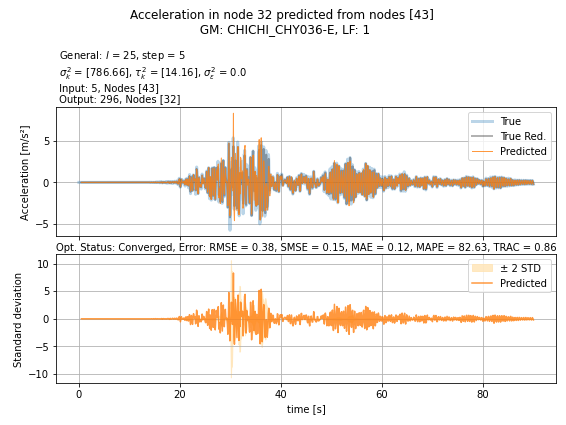 Acceleration in node 32 predicted from nodes [43]
GM: CHICHI_CHY036-E, LF: 1
General: l = 25, step = 5
σ²ₖ = [786.66], τ²ₖ = [14.16], σ²ₑ = 0.0
Input: 5, Nodes [43]
Output: 296, Nodes [32]
Acceleration [m/s²]
5
0
−5
True
True Red.
Predicted
Opt. Status: Converged, Error: RMSE = 0.38, SMSE = 0.15, MAE = 0.12, MAPE = 82.63, TRAC = 0.86
Standard deviation
10
5
0
−5
−10
± 2 STD
Predicted
0 20 40 60 80
time [s]